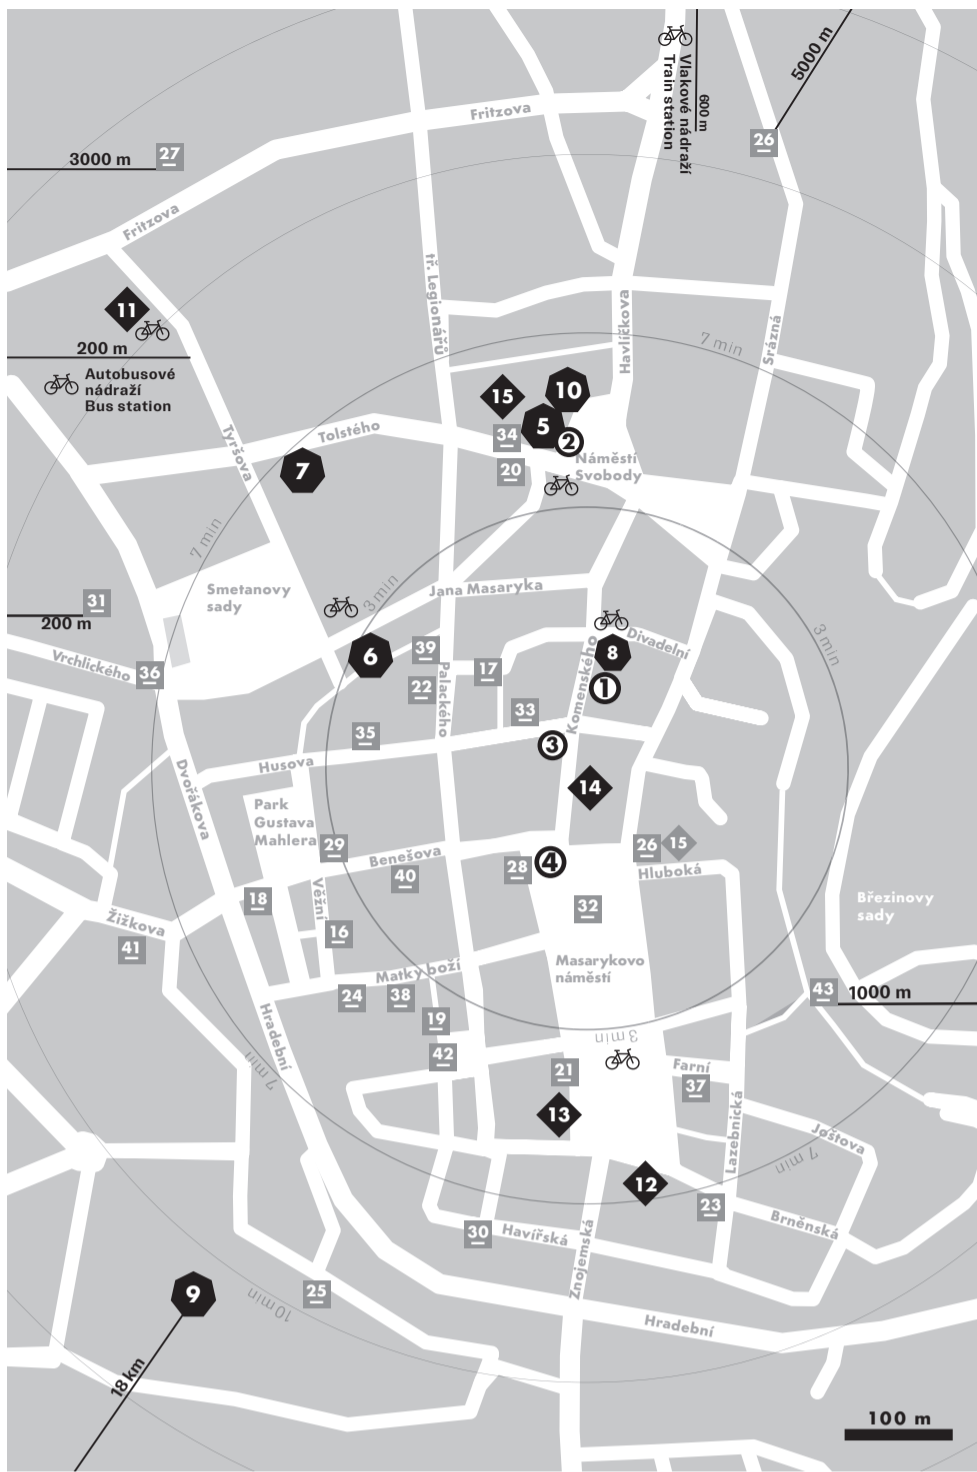 5000 m
Vlakové nádraží
Train station
600 m
Fritzova
26
3000 m
27
Fritzova
tř. Legionářů
Havlíčkova
Srázná
11
200 m
Autobusové
nádraží
Bus station
7 min
15
10
5
2
34
20
Náměstí
Svobody
Tolstého
Tyršova
7
7 min
3 min
Smetanovy
sady
Jana Masaryka
31
200 m
Vrchlického
36
6
39
22
17
Palackého
33
35
Komenského
Divadelní
8
1
3 min
3
14
Husova
Dvořákova
Park
Gustava
Mahlera
29
Benešova
40
28
4
26
15
Hluboká
32
Věžní
18
16
Žižkova
41
Březinovy
sady
Masarykovo
náměstí
Matky boží
24
38
19
42
43
1000 m
Hradební
7 min
3 min
21
Farní
37
13
Lazebnická
Joštova
7 min
12
23
Brněnská
30
Havířská
Znojemská
25
10 min
9
18 km
Hradební
100 m